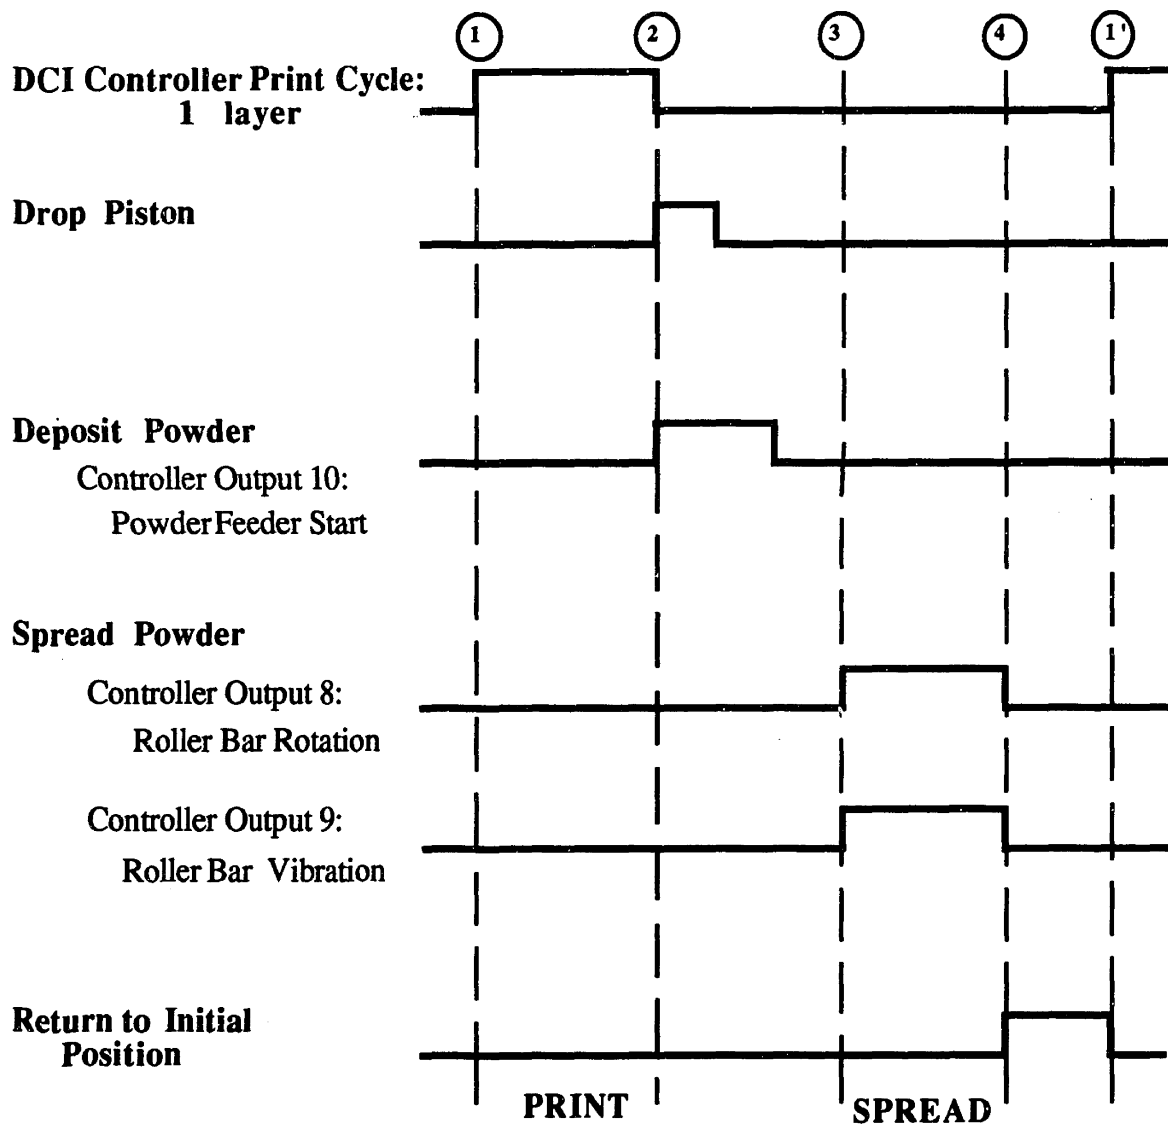 1 2 3 4 1'
DCI Controller Print Cycle:
1 layer
Drop Piston
Deposit Powder
Controller Output 10:
Powder Feeder Start
Spread Powder
Controller Output 8:
Roller Bar Rotation
Controller Output 9:
Roller Bar Vibration
Return to Initial
Position
PRINT SPREAD